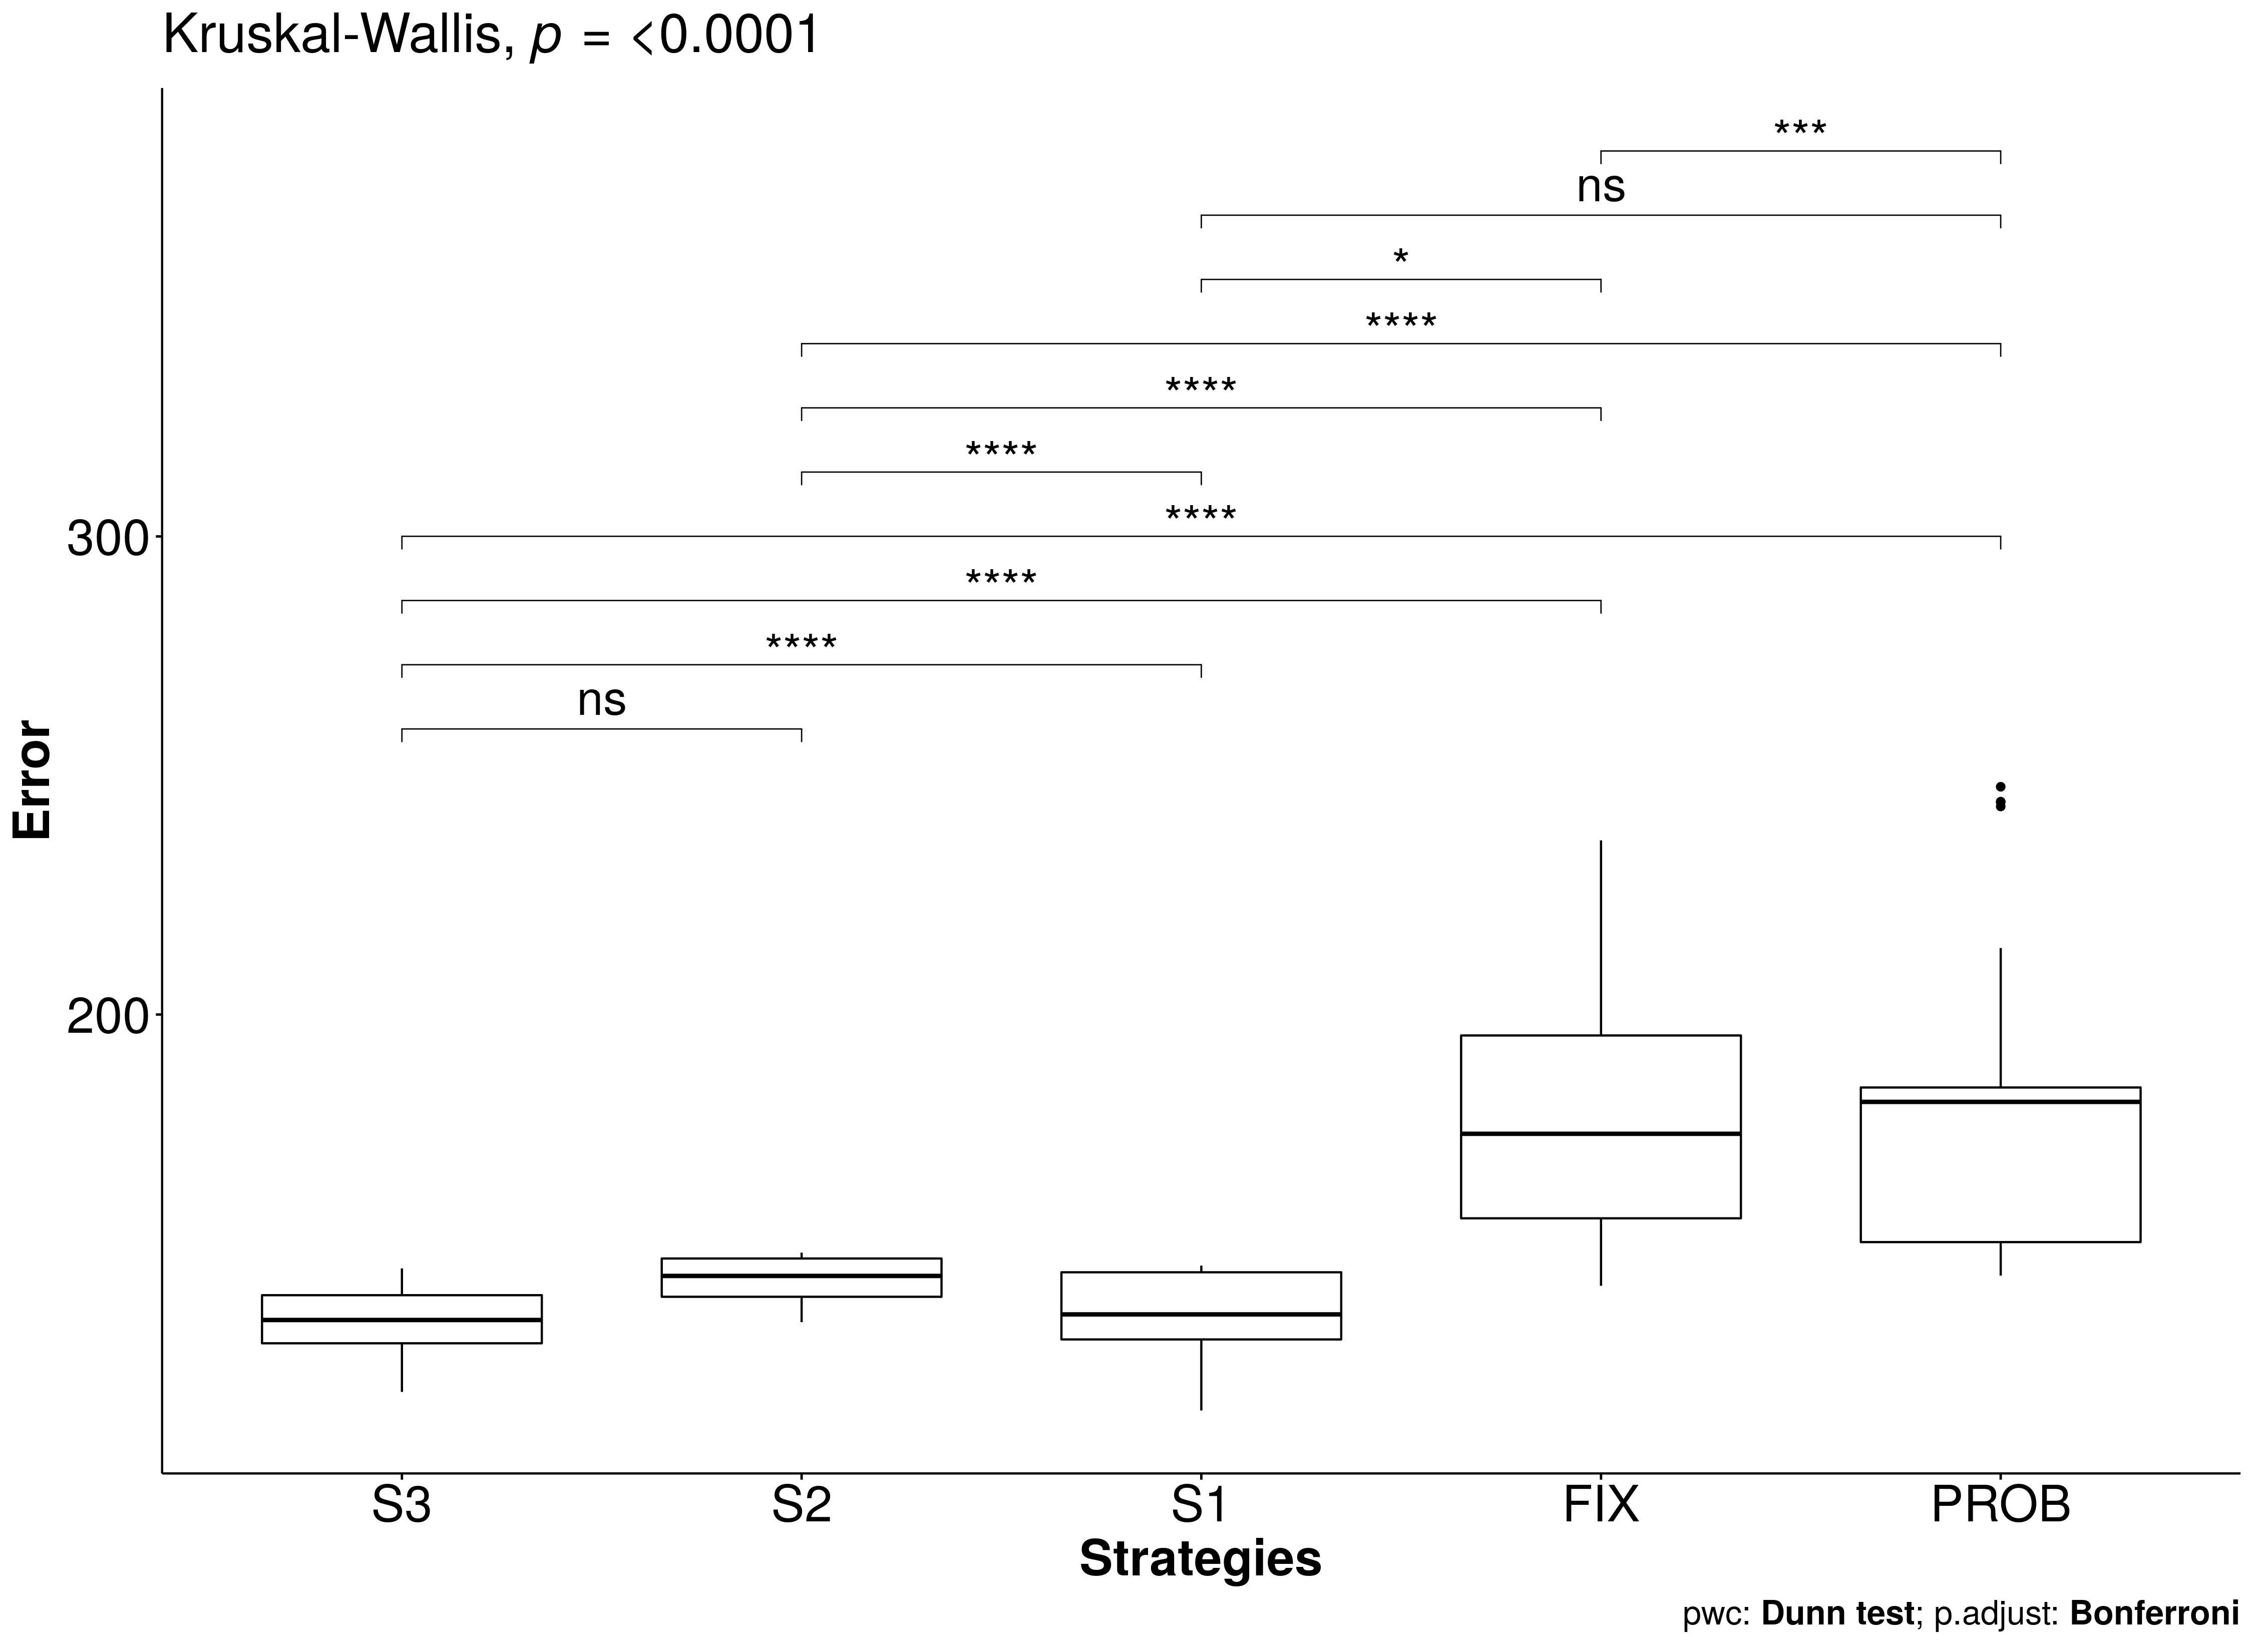 Kruskal-Wallis, p = <0.0001
***
ns
*
****
****
****
****
****
****
ns
300
200
Error
S3 S2 S1 FIX PROB
Strategies
pwc: Dunn test; p.adjust: Bonferroni